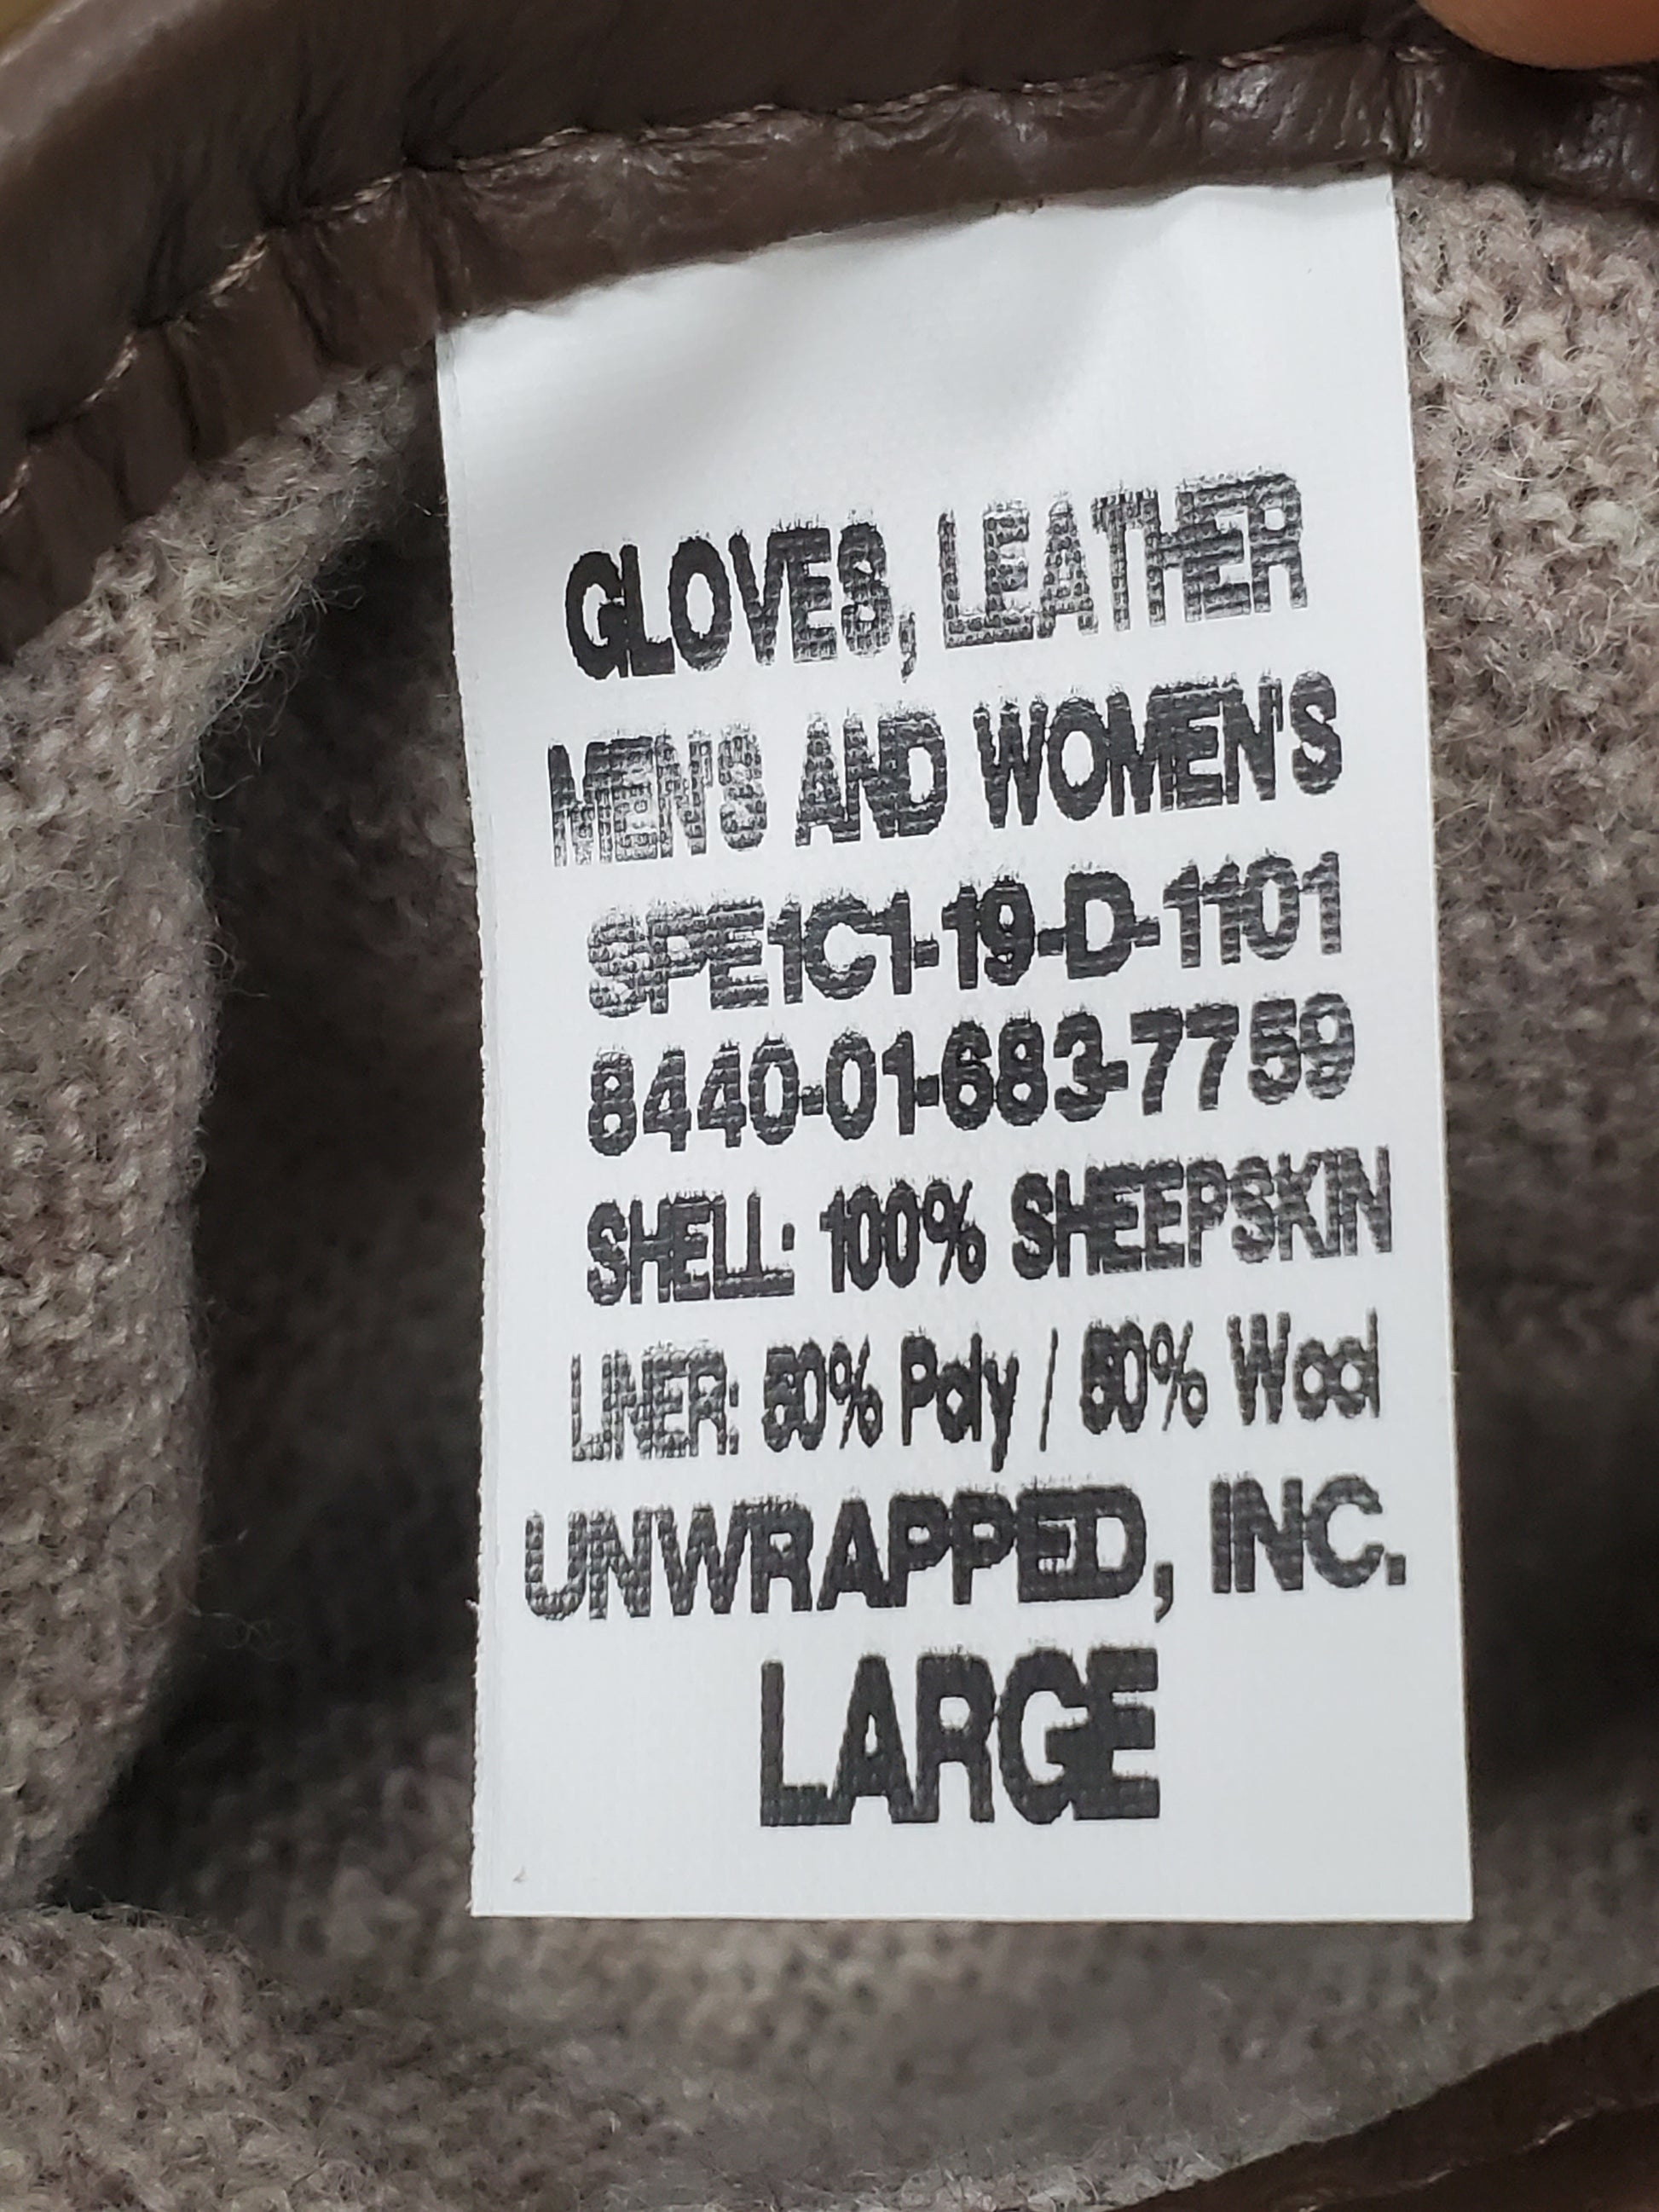 GLOVES, LEATHER
MEN'S AND WOMEN'S
SPE1C1-19-D-1101
8440-01-683-7759
SHELL: 100% SHEEPSKIN
LINER: 50% Poly / 50% Wool
UNWRAPPED, INC.
LARGE